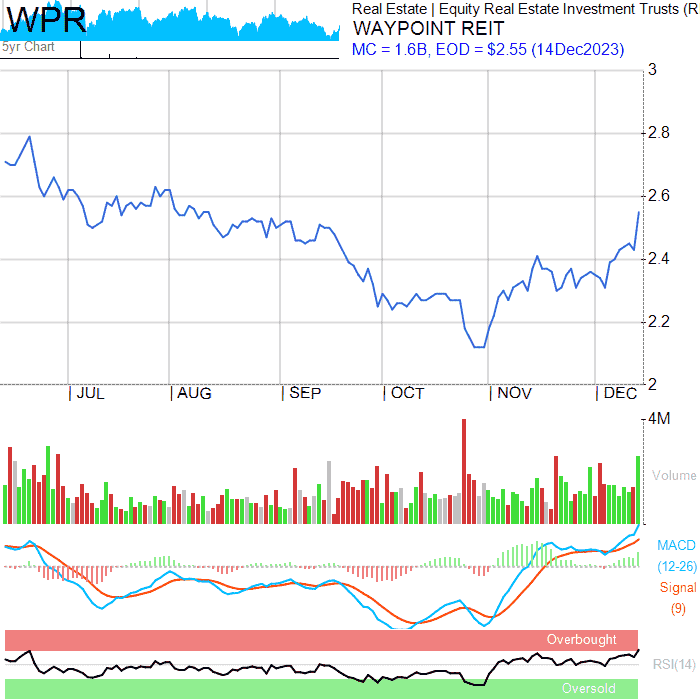 WPR
5yr Chart
Real Estate | Equity Real Estate Investment Trusts (R
WAYPOINT REIT
MC = 1.6B, EOD = $2.55 (14Dec2023)
3
2.8
2.6
2.4
2.2
2
| JUL | AUG | SEP | OCT | NOV | DEC
4M
Volume
MACD
(12-26)
Signal
(9)
Overbought
RSI(14)
Oversold